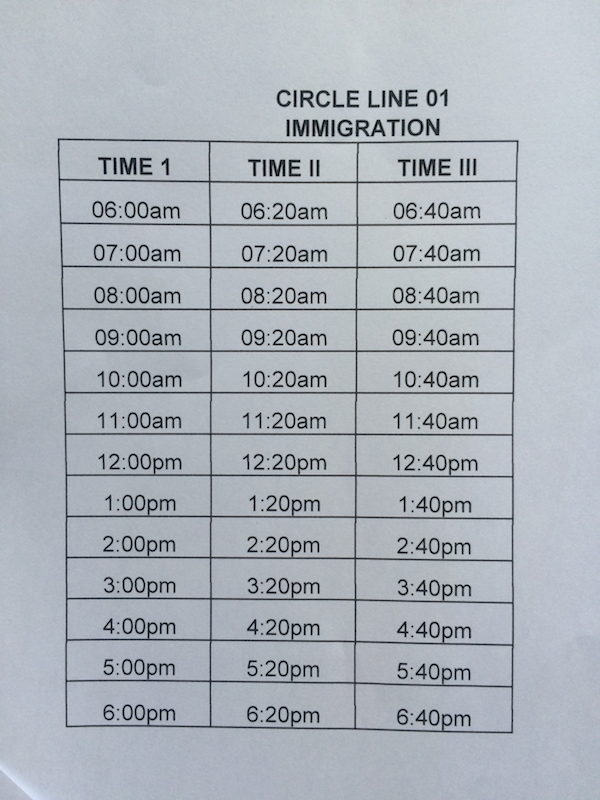 CIRCLE LINE 01
IMMIGRATION
TIME 1 TIME II TIME III
06:00am 06:20am 06:40am
07:00am 07:20am 07:40am
08:00am 08:20am 08:40am
09:00am 09:20am 09:40am
10:00am 10:20am 10:40am
11:00am 11:20am 11:40am
12:00pm 12:20pm 12:40pm
1:00pm 1:20pm 1:40pm
2:00pm 2:20pm 2:40pm
3:00pm 3:20pm 3:40pm
4:00pm 4:20pm 4:40pm
5:00pm 5:20pm 5:40pm
6:00pm 6:20pm 6:40pm